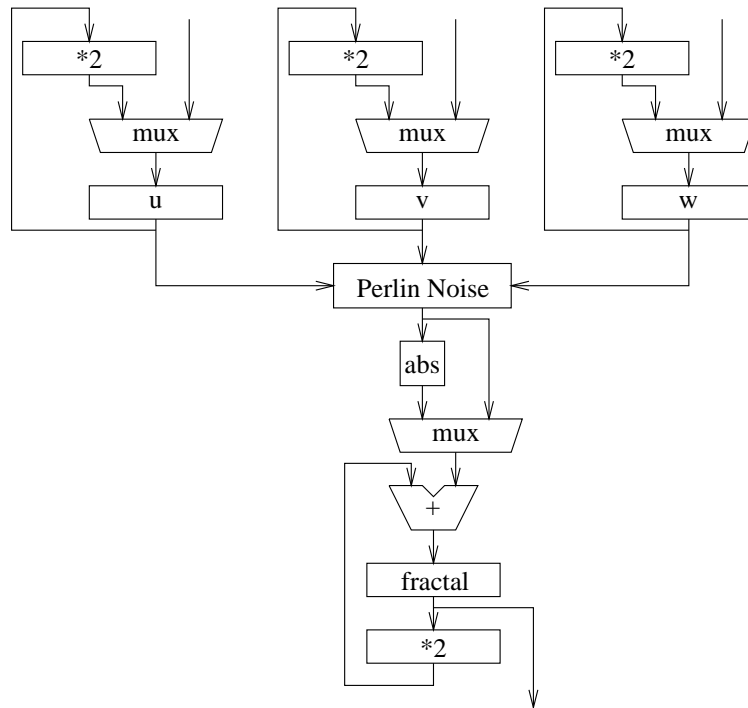 *2 *2 *2
mux mux mux
u v w
Perlin Noise
abs
mux
+
fractal
*2